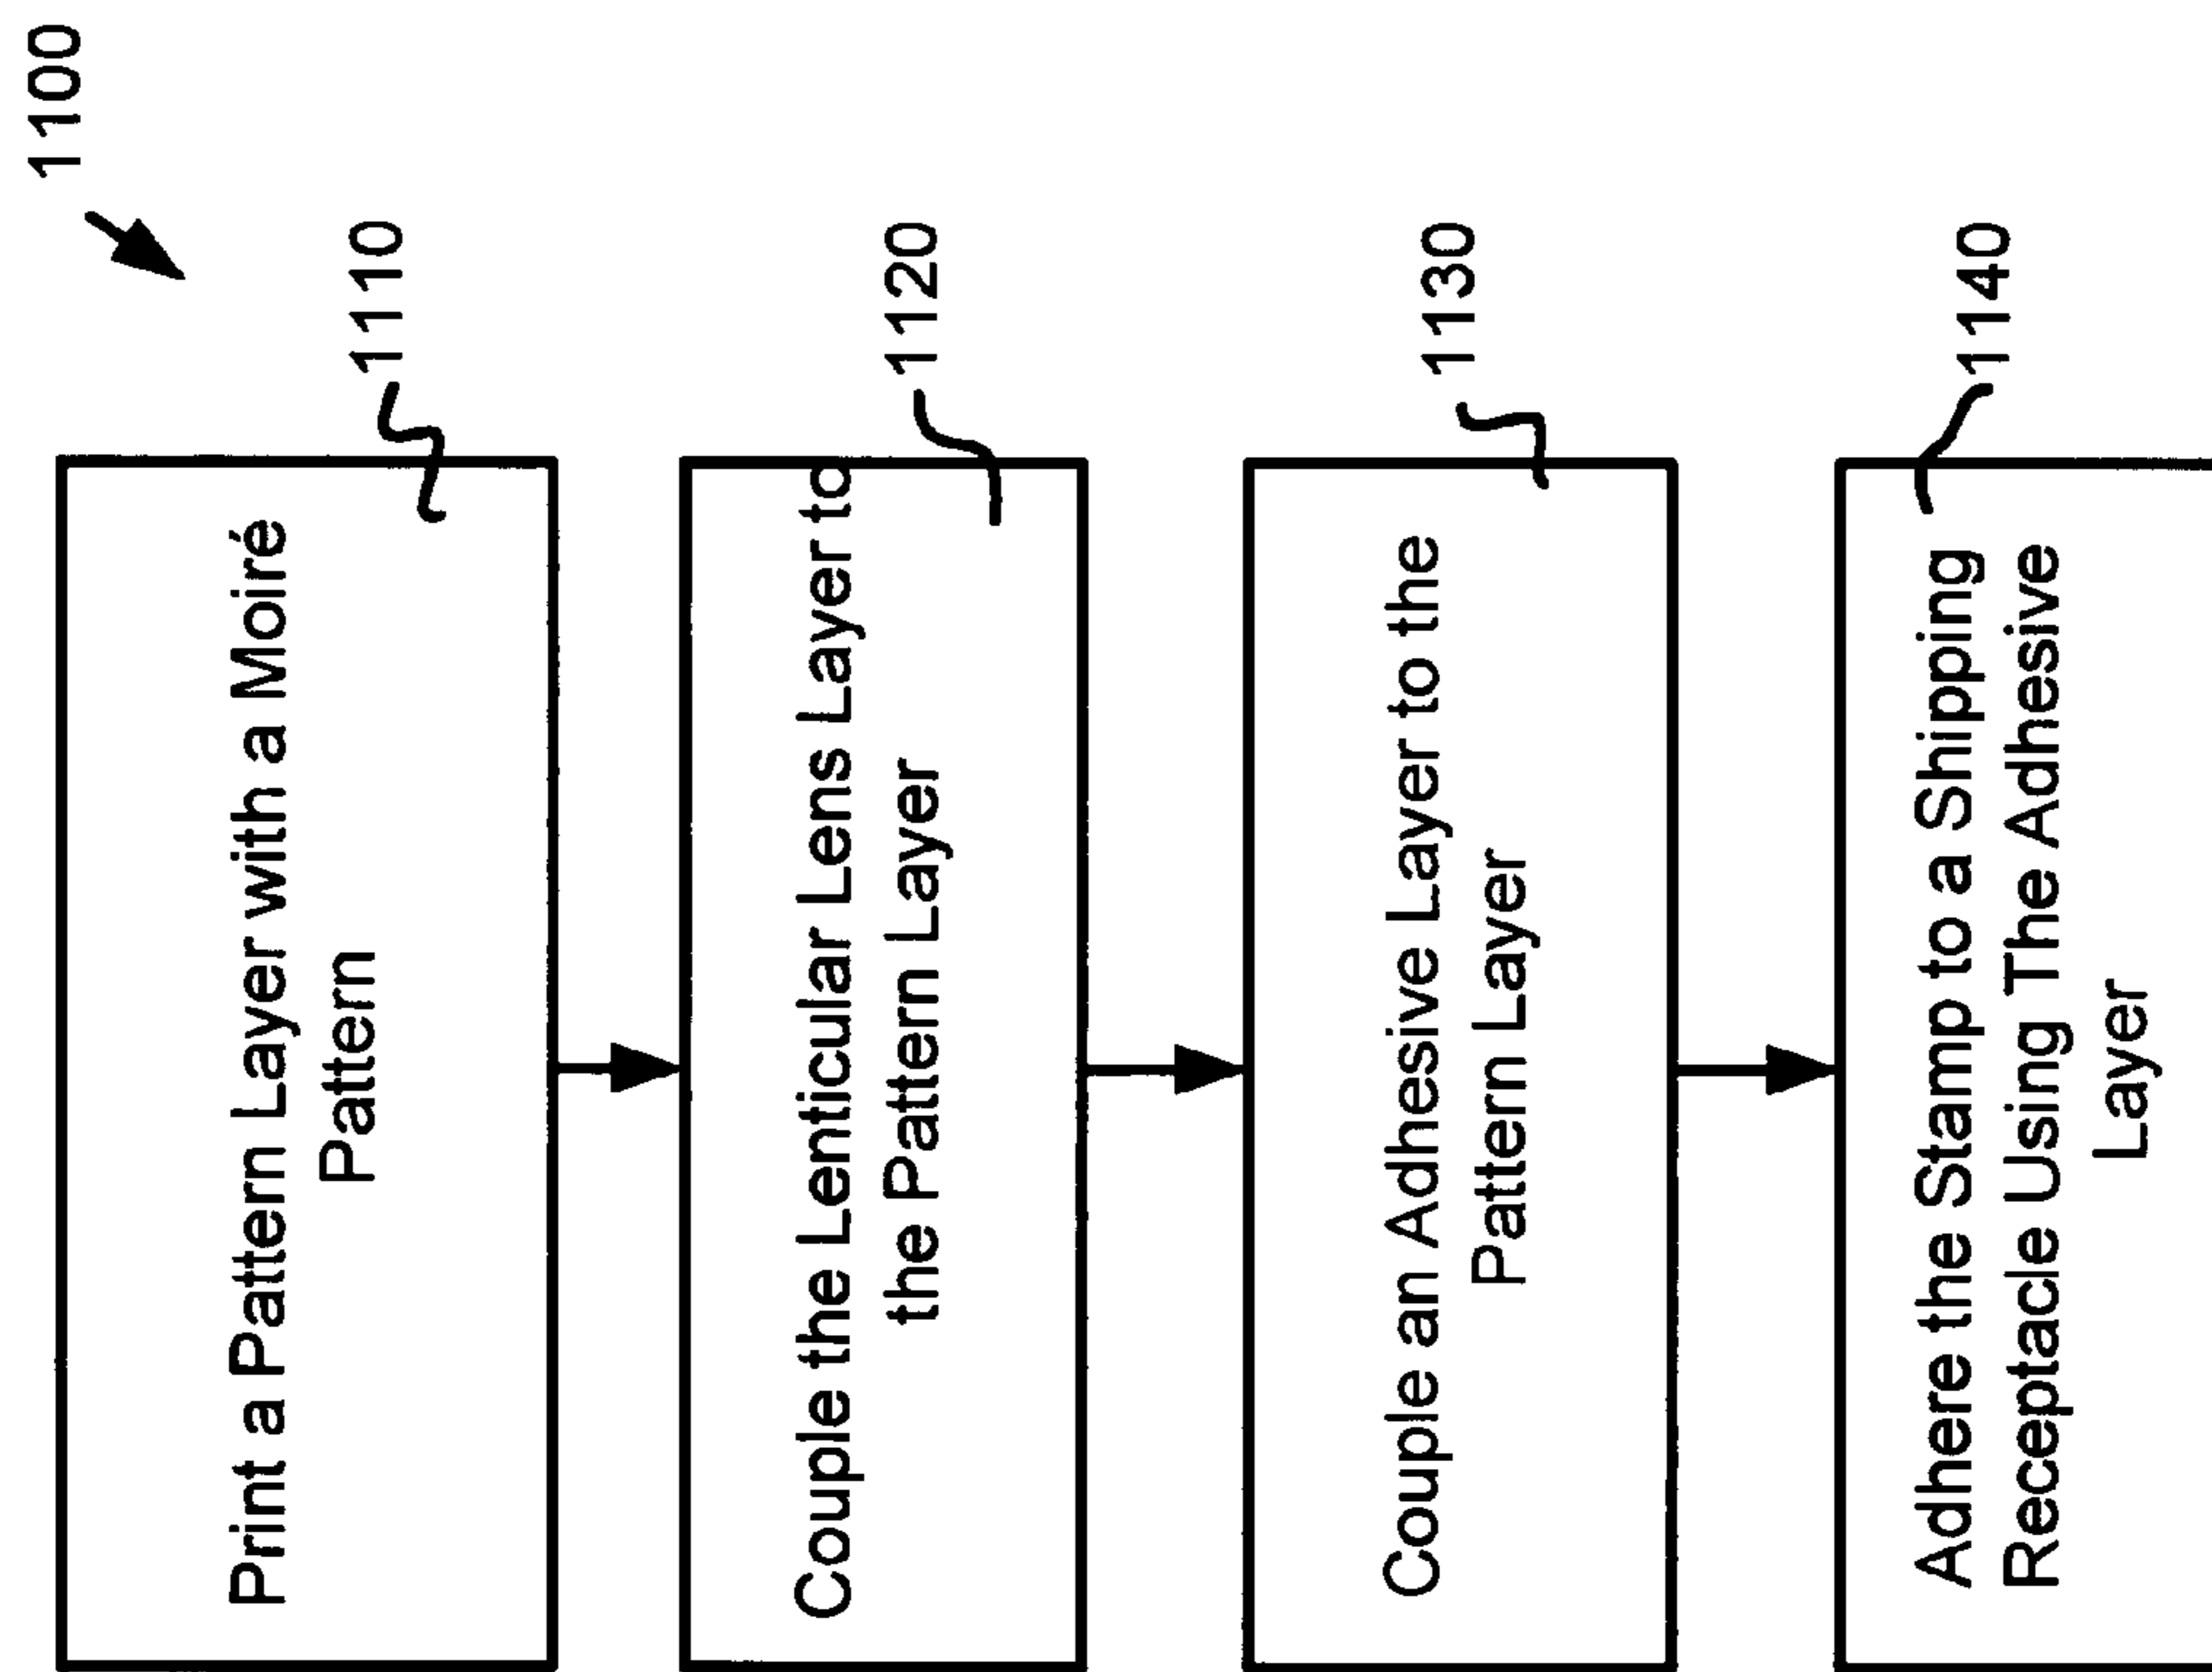 1100
Print a Pattern Layer with a Moiré
Pattern
1110
Couple the Lenticular Lens Layer to
the Pattern Layer
1120
Couple an Adhesive Layer to the
Pattern Layer
1130
Adhere the Stamp to a Shipping
Receptacle Using The Adhesive
Layer
1140